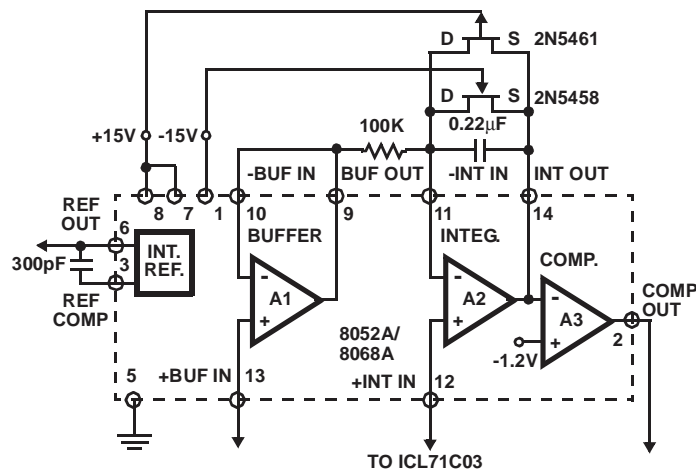 D S 2N5461
D S 2N5458
+15V -15V 100K 0.22µF
-BUF IN BUF OUT -INT IN INT OUT
REF OUT
8 7 1 10 9 11 14
6 INT. REF. BUFFER INTEG. COMP.
300pF 3
REF COMP
- A1 +
- A2 +
- A3 +
COMP OUT
-1.2V 2
8052A/
8068A
5 +BUF IN 13 +INT IN 12
TO ICL71C03